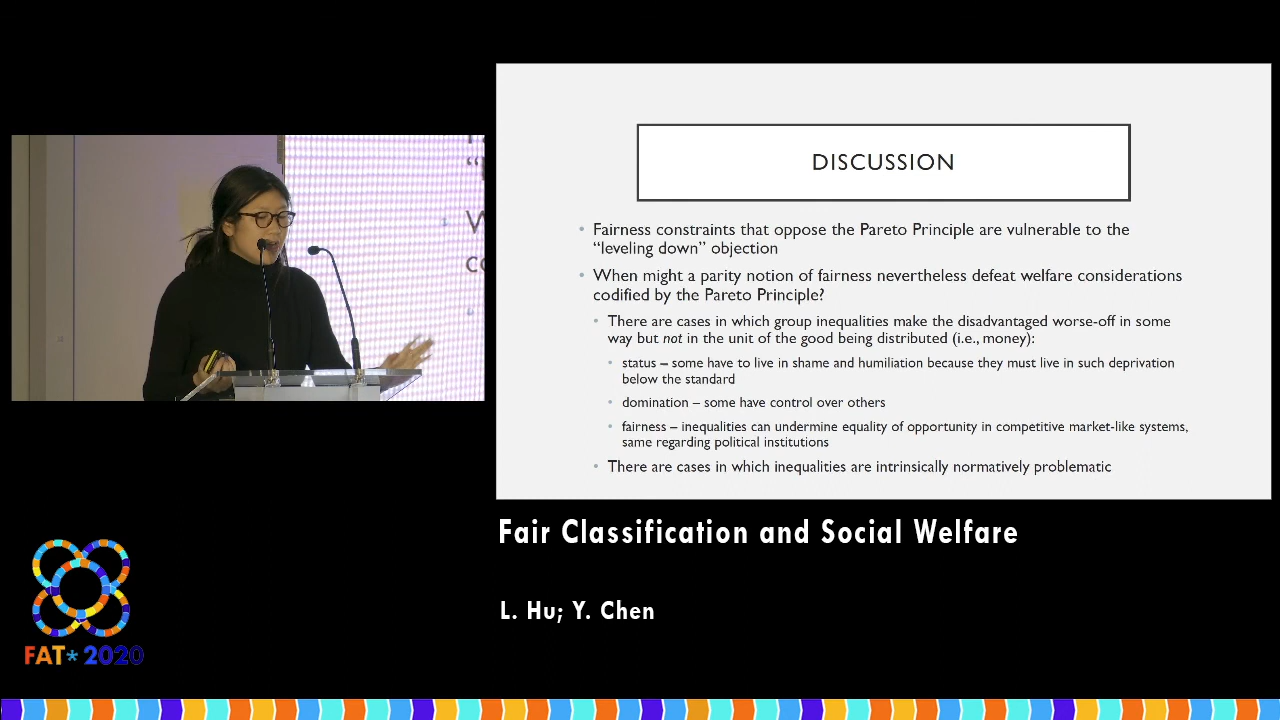 DISCUSSION
• Fairness constraints that oppose the Pareto Principle are vulnerable to the
“leveling down” objection
• When might a parity notion of fairness nevertheless defeat welfare considerations
codified by the Pareto Principle?
• There are cases in which group inequalities make the disadvantaged worse-off in some
way but not in the unit of the good being distributed (i.e., money):
• status – some have to live in shame and humiliation because they must live in such deprivation
below the standard
• domination – some have control over others
• fairness – inequalities can undermine equality of opportunity in competitive market-like systems,
same regarding political institutions
• There are cases in which inequalities are intrinsically normatively problematic
Fair Classification and Social Welfare
L. Hu; Y. Chen
FAT* 2020